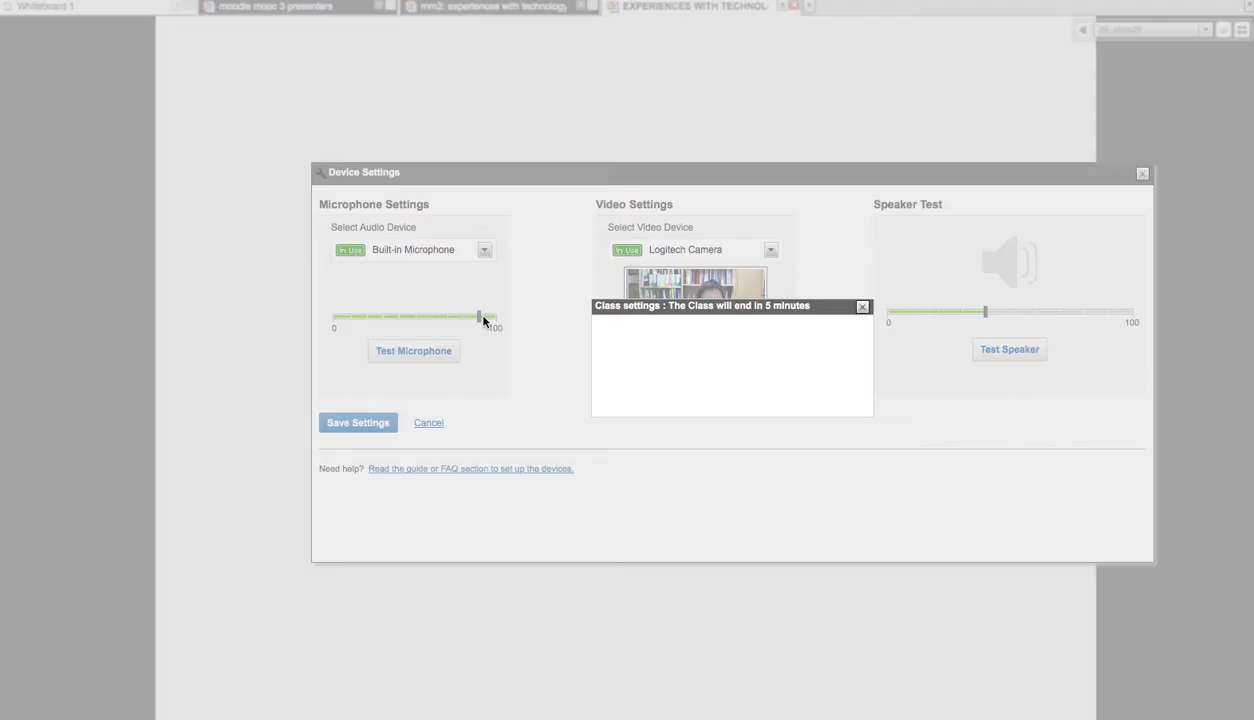 Whiteboard 1
moodle mooc 3 presenters
mm3: experiences with technology
EXPERIENCES WITH TECHNOL
Device Settings
Microphone Settings
Video Settings
Speaker Test
Select Audio Device
Select Video Device
In Use Built-in Microphone
In Use Logitech Camera
Class settings : The Class will end in 5 minutes
0
100
0
100
Test Microphone
Test Speaker
Save Settings
Cancel
Need help? Read the guide or FAQ section to set up the devices.